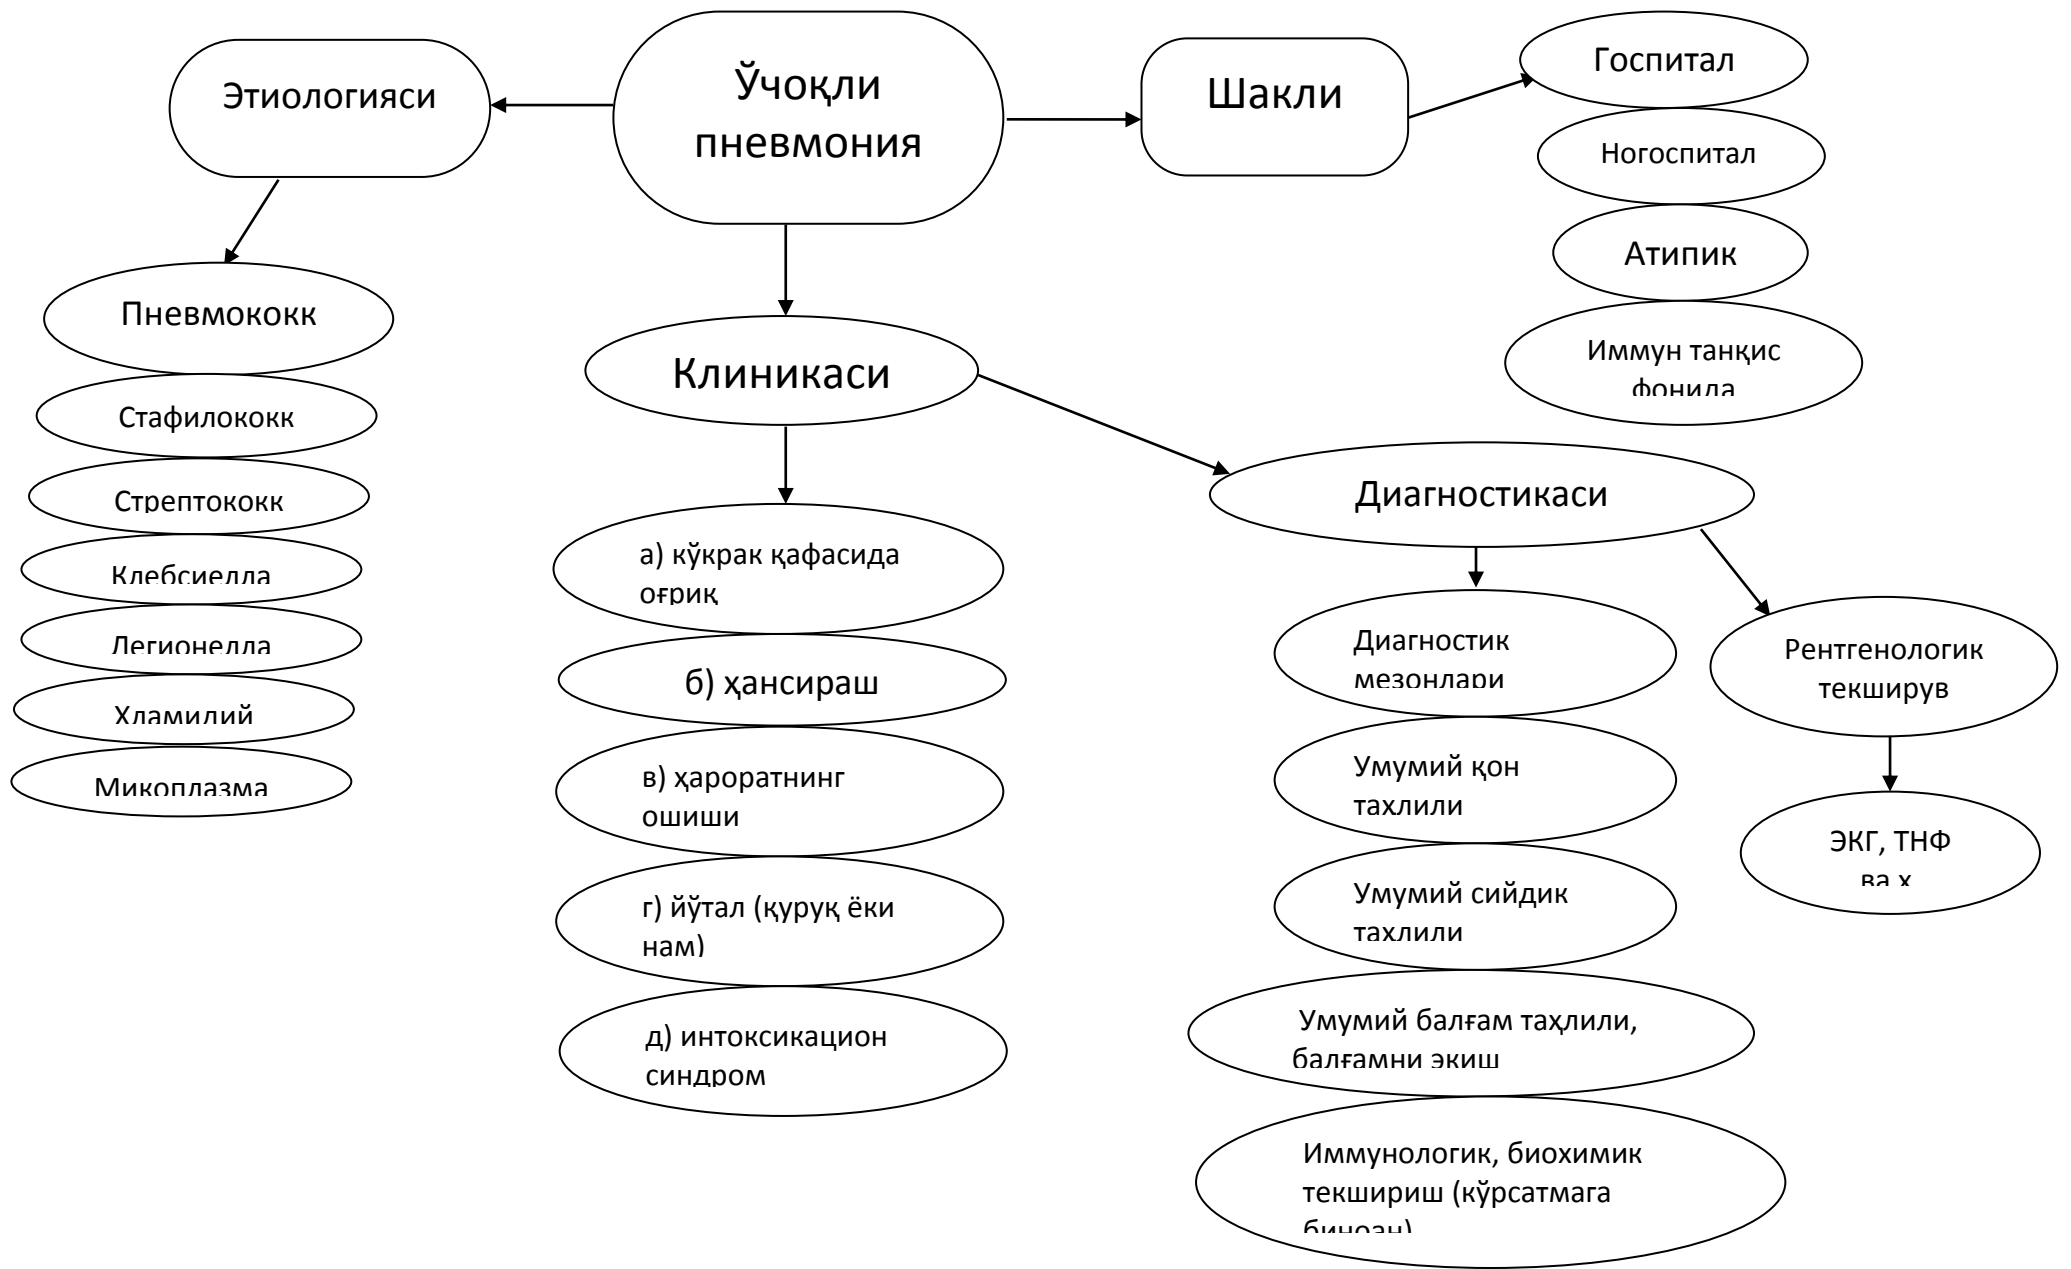 Этиологияси
Ўчоқли
пневмония
Шакли
Госпитал
Ногоспитал
Атипик
Иммун танқис
фонида
Пневмококк
Стафилококк
Стрептококк
Клебсиелла
Легионелла
Хламидий
Микоплазма
Клиникаси
а) кўкрак қафасида
оғриқ
б) ҳансираш
в) ҳароратнинг
ошиши
г) йўтал (қуруқ ёки
нам)
д) интоксикацион
синдром
Диагностикаси
Диагностик
мезонлари
Умумий қон
таҳлили
Умумий сийдик
таҳлили
Умумий балғам таҳлили,
балғамни экиш
Иммунологик, биохимик
текшириш (кўрсатмага
биноан)
Рентгенологик
текширув
ЭКГ, ТНФ
ва